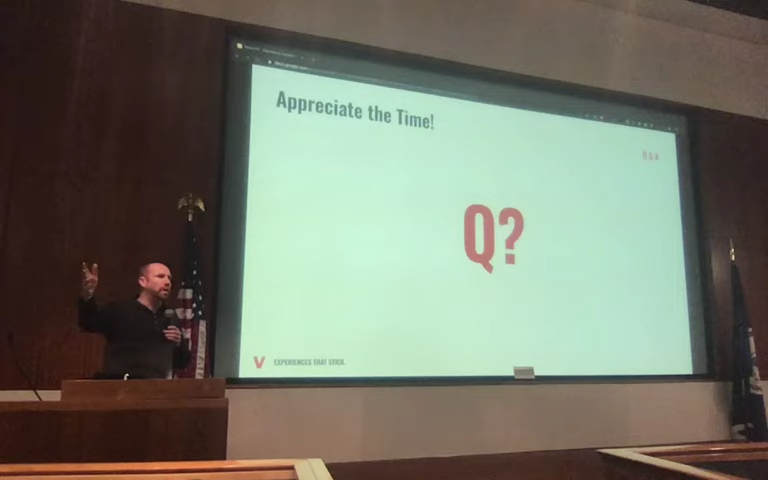 Appreciate the Time!
Q&A
Q?
V EXPERIENCES THAT STICK.